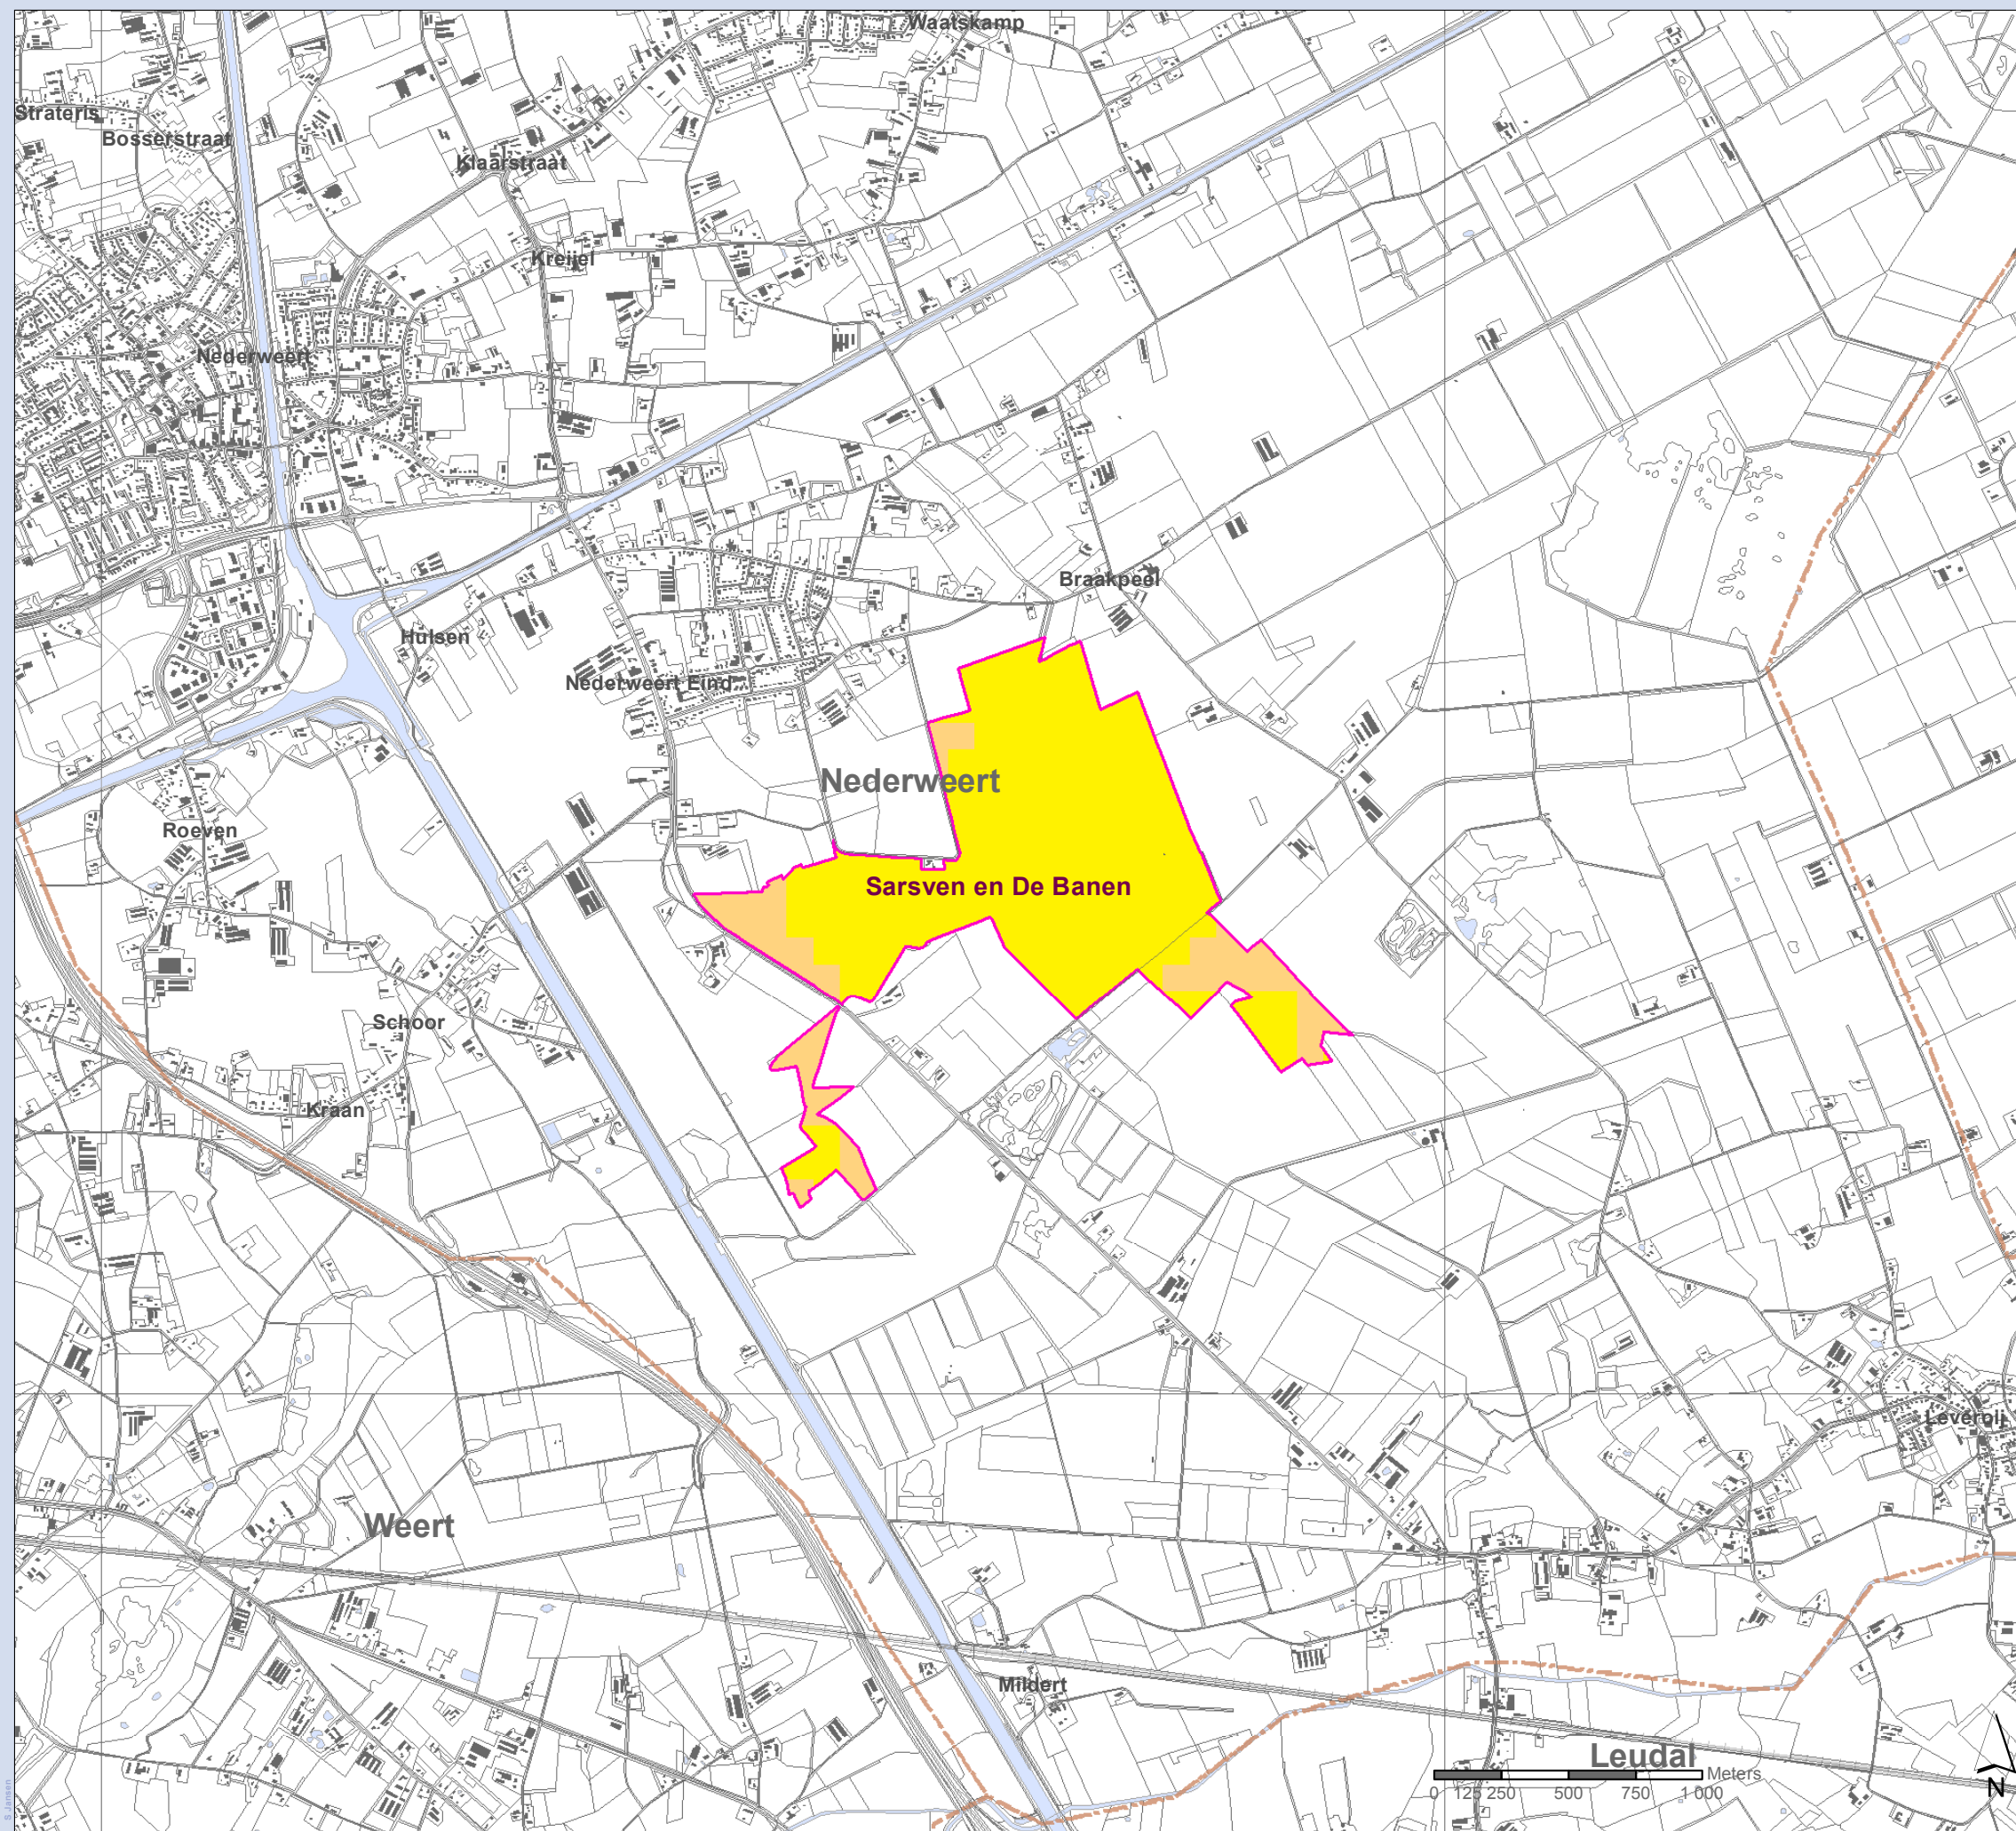 Waatskamp
Strateris
Bosserstraat
Klaarstraat
Kreijel
Nederweert
Braakpeel
Hulsen
Nederweert Eind
Nederweert
Roeven
Sarsven en De Banen
Schoor
Kraan
Leveroij
Weert
Mildert
Leudal
Meters
0 125 250 500 750 1 000
N
B Jansen